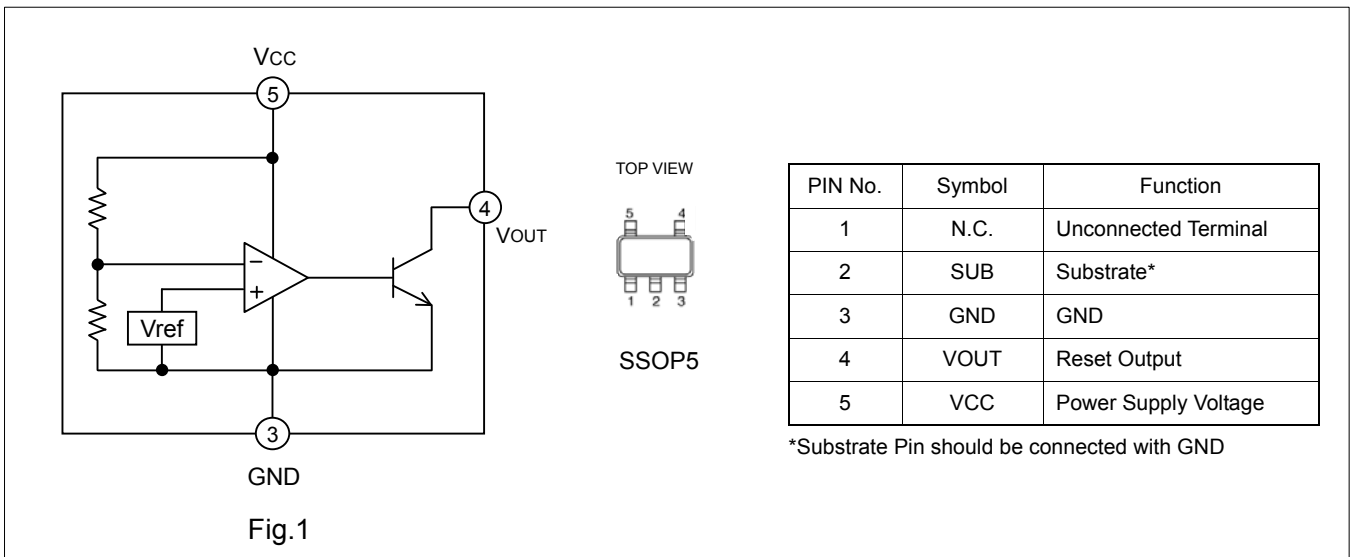 VCC
5
4
VOUT
−
+
Vref
3
GND
Fig.1
TOP VIEW
5 4
1 2 3
SSOP5
PIN No. Symbol Function
1 N.C. Unconnected Terminal
2 SUB Substrate*
3 GND GND
4 VOUT Reset Output
5 VCC Power Supply Voltage
*Substrate Pin should be connected with GND